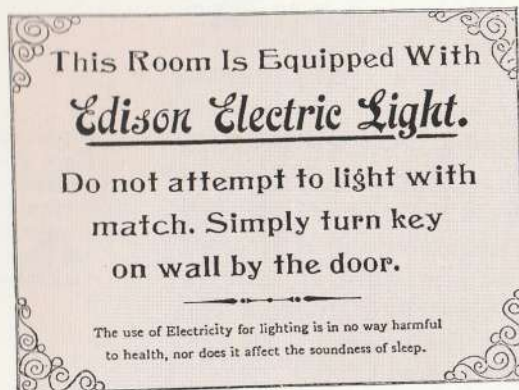 This Room Is Equipped With
Edison Electric Light.
Do not attempt to light with
match. Simply turn key
on wall by the door.
The use of Electricity for lighting is in no way harmful
to health, nor does it affect the soundness of sleep.